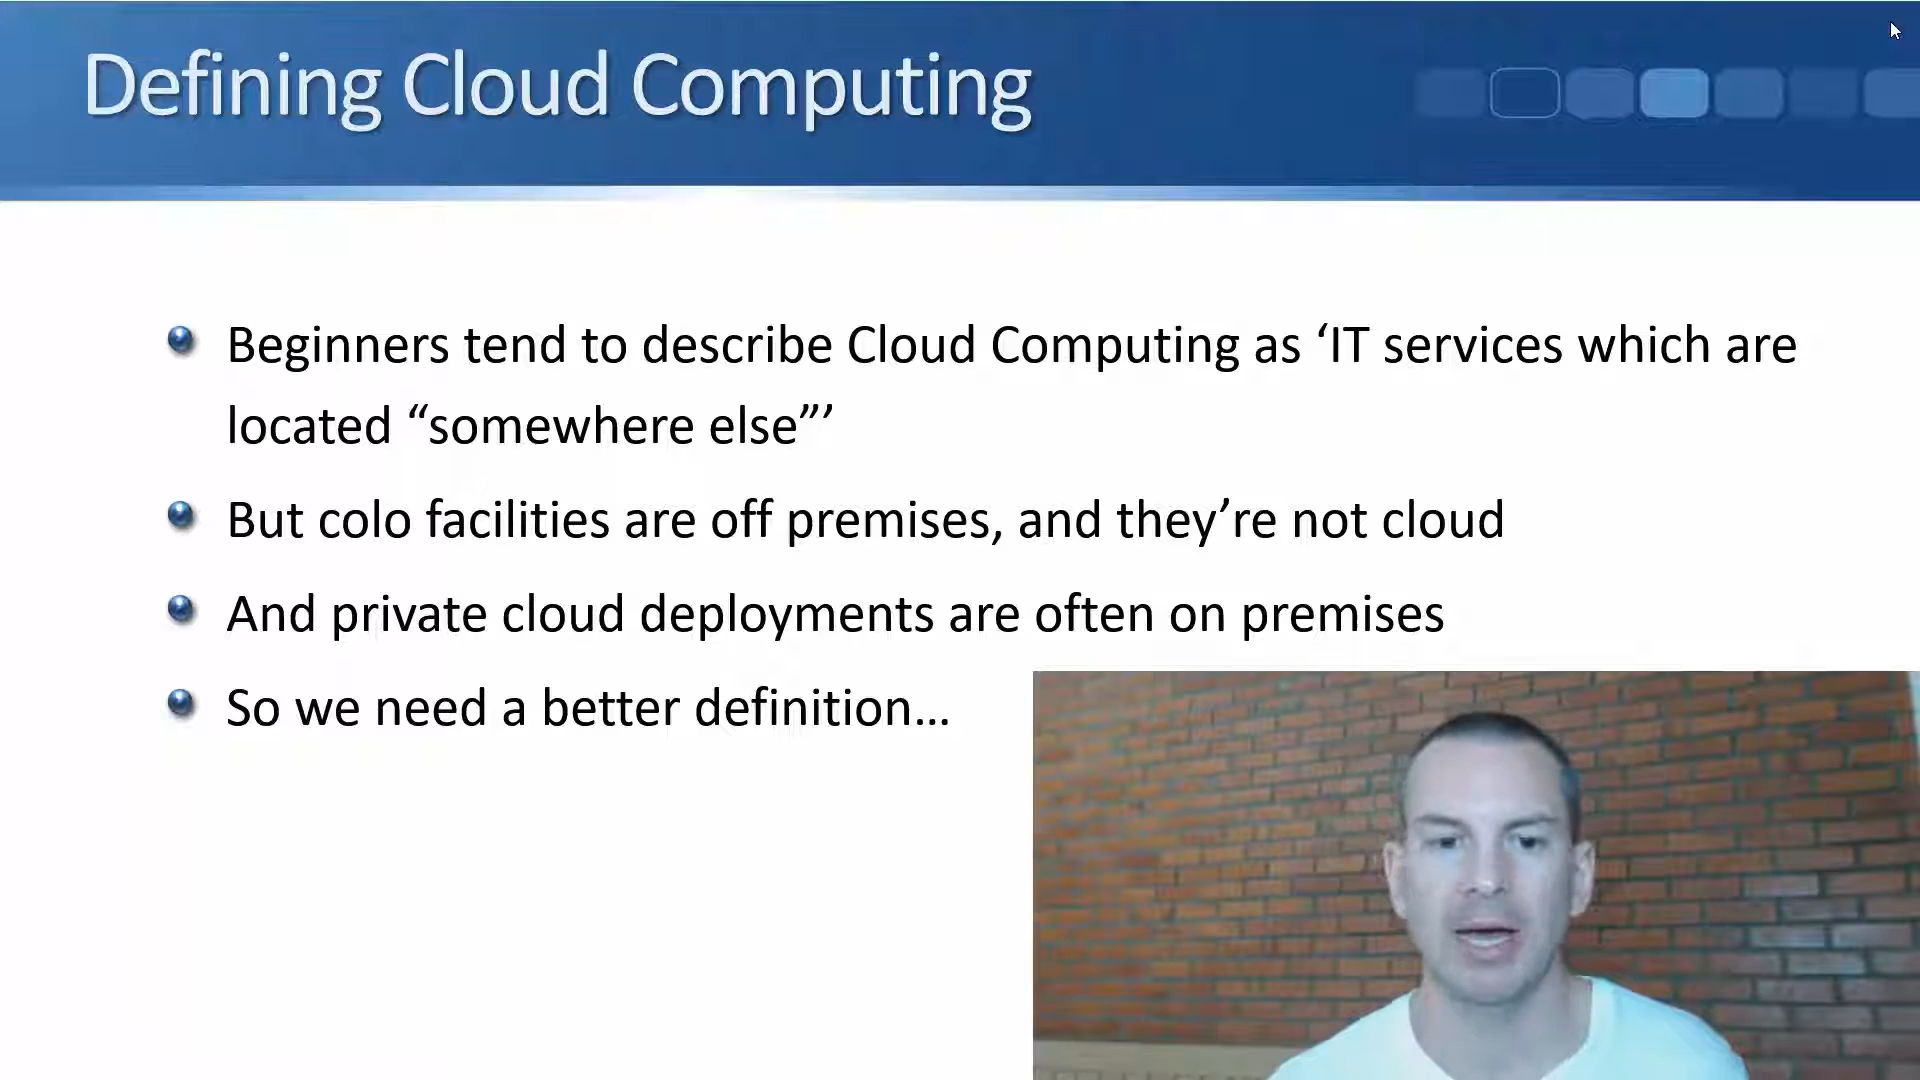 Defining Cloud Computing
Beginners tend to describe Cloud Computing as ‘IT services which are
located “somewhere else”’
But colo facilities are off premises, and they’re not cloud
And private cloud deployments are often on premises
So we need a better definition…